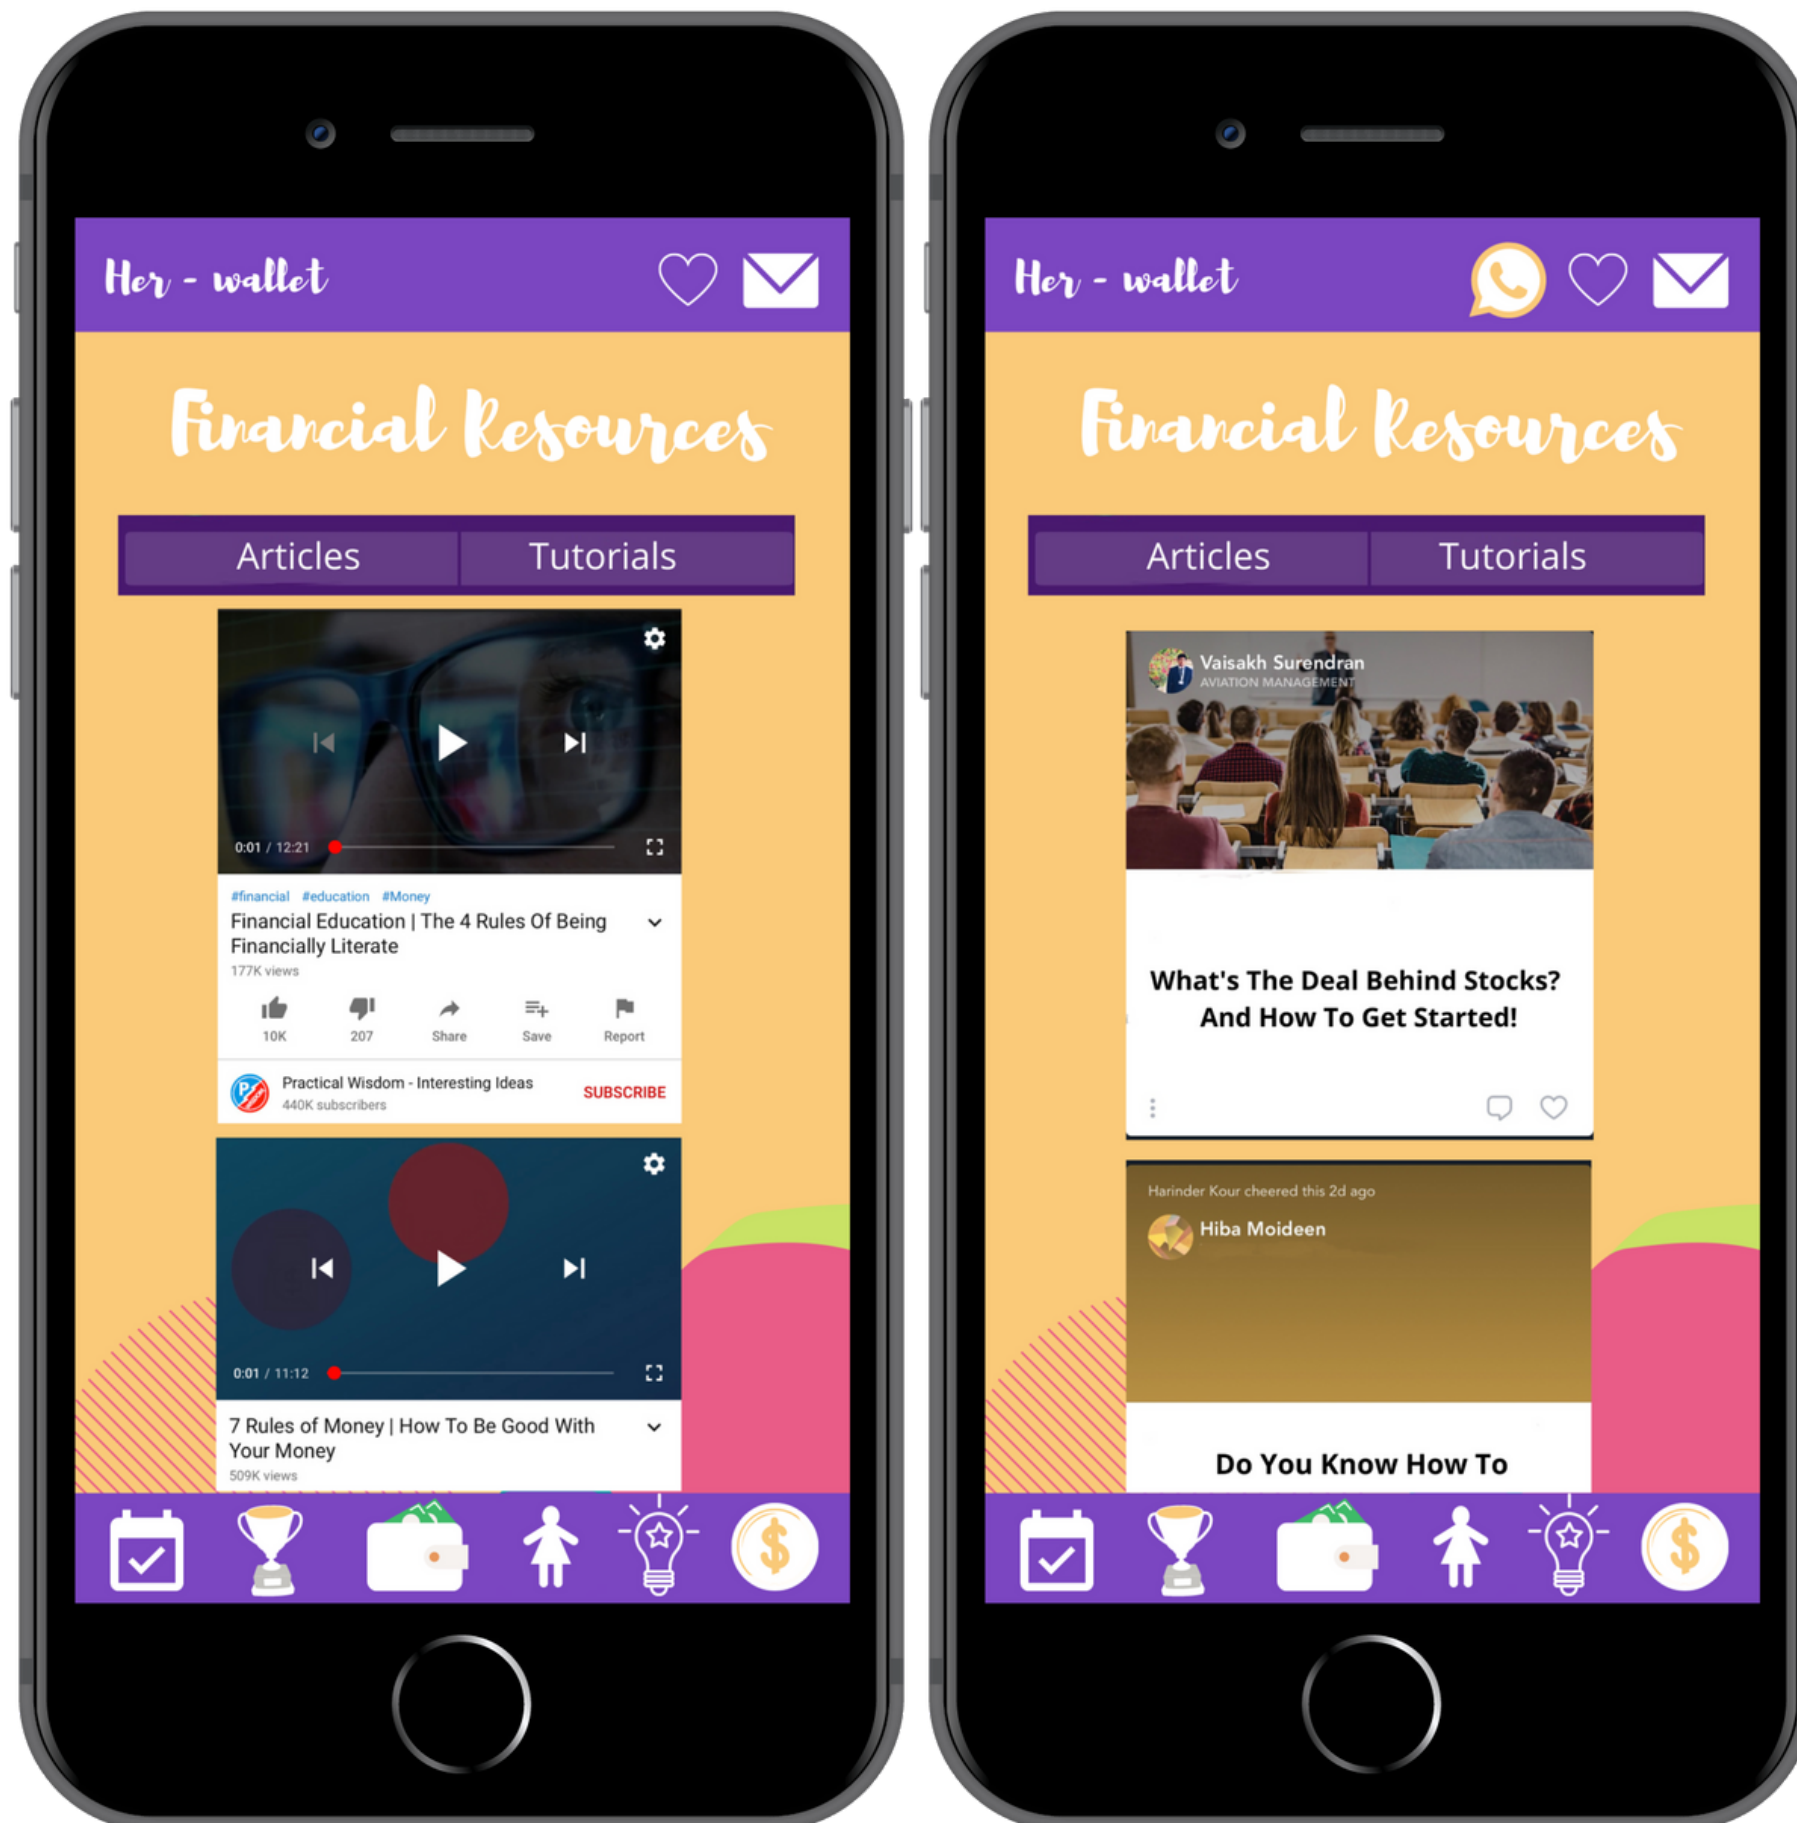 Her - wallet
Financial Resources
Articles Tutorials
0:01 / 12:21
#financial #education #Money
Financial Education | The 4 Rules Of Being
Financially Literate
177K views
10K 207 Share Save Report
Practical Wisdom - Interesting Ideas
SUBSCRIBE
440K subscribers
0:01 / 11:12
7 Rules of Money | How To Be Good With
Your Money
509K views
$
Her - wallet
Financial Resources
Articles Tutorials
Vaisakh Surendran
AVIATION MANAGEMENT
What's The Deal Behind Stocks?
And How To Get Started!
Harinder Kour cheered this 2d ago
Hiba Moideen
Do You Know How To
$